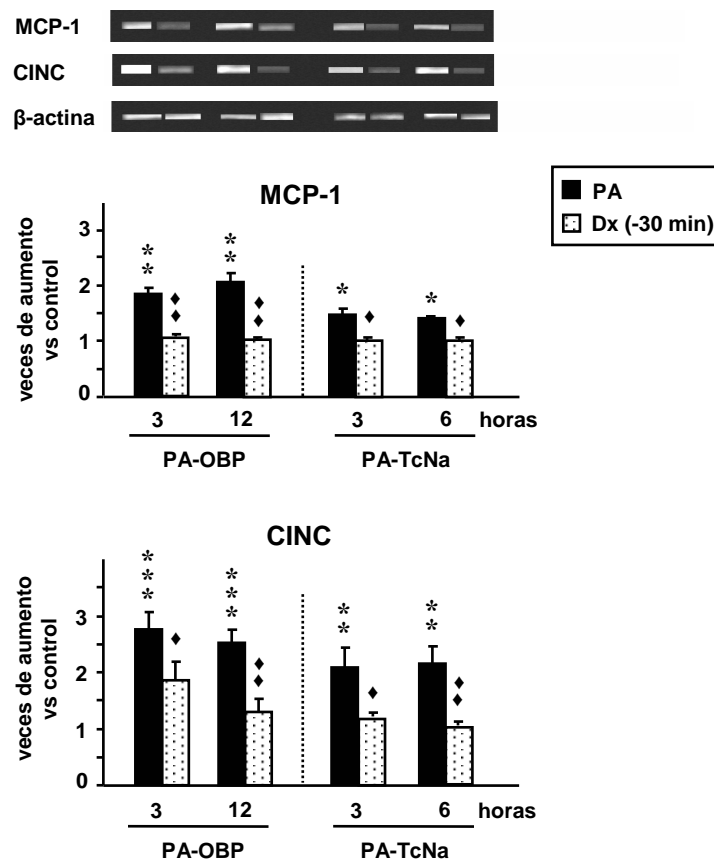 MCP-1
CINC
β-actina
MCP-1
PA
Dx (-30 min)
veces de aumento
vs control
3
2
1
0
** ♦♦ ** ♦♦ * ♦ * ♦
3 12 3 6 horas
PA-OBP PA-TcNa
CINC
veces de aumento
vs control
3
2
1
0
*** ♦ *** ♦♦ ** ♦ ** ♦♦
3 12 3 6 horas
PA-OBP PA-TcNa